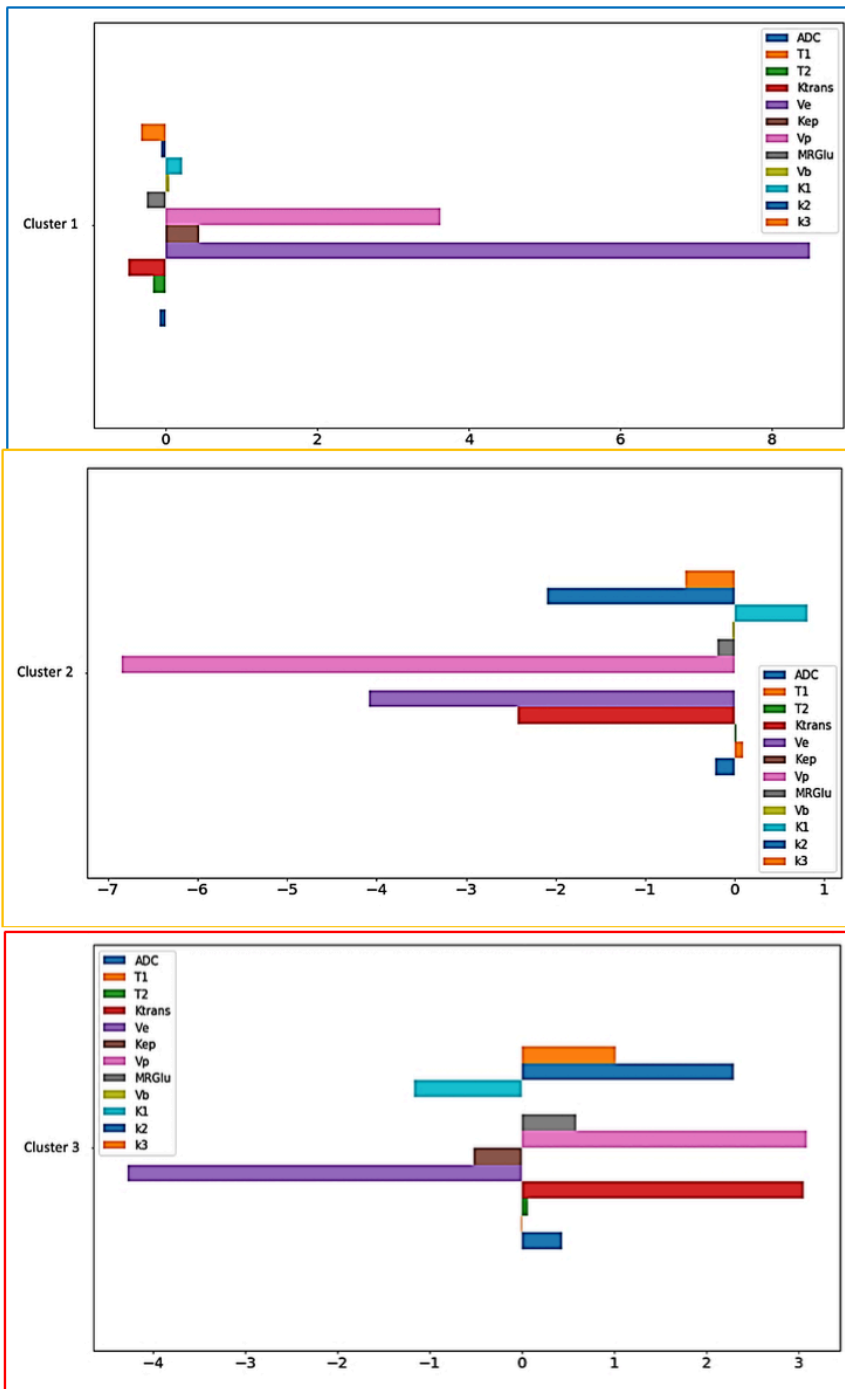 ADC
T1
T2
Ktrans
Ve
Kep
Vp
MRGlu
Vb
K1
k2
k3
Cluster 1
0 2 4 6 8
Cluster 2
ADC
T1
T2
Ktrans
Ve
Kep
Vp
MRGlu
Vb
K1
k2
k3
−7 −6 −5 −4 −3 −2 −1 0 1
ADC
T1
T2
Ktrans
Ve
Kep
Vp
MRGlu
Vb
K1
k2
k3
Cluster 3
−4 −3 −2 −1 0 1 2 3